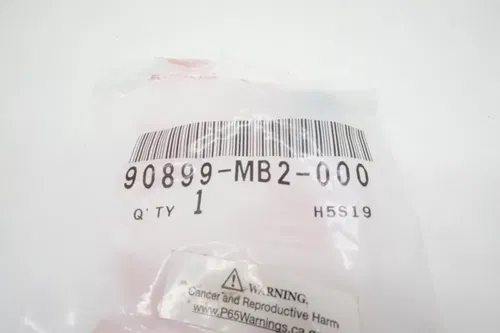 90899-MB2-000
Q'TY 1 H5S19
⚠ WARNING,
Cancer and Reproductive Harm
www.P65Warnings.ca.g